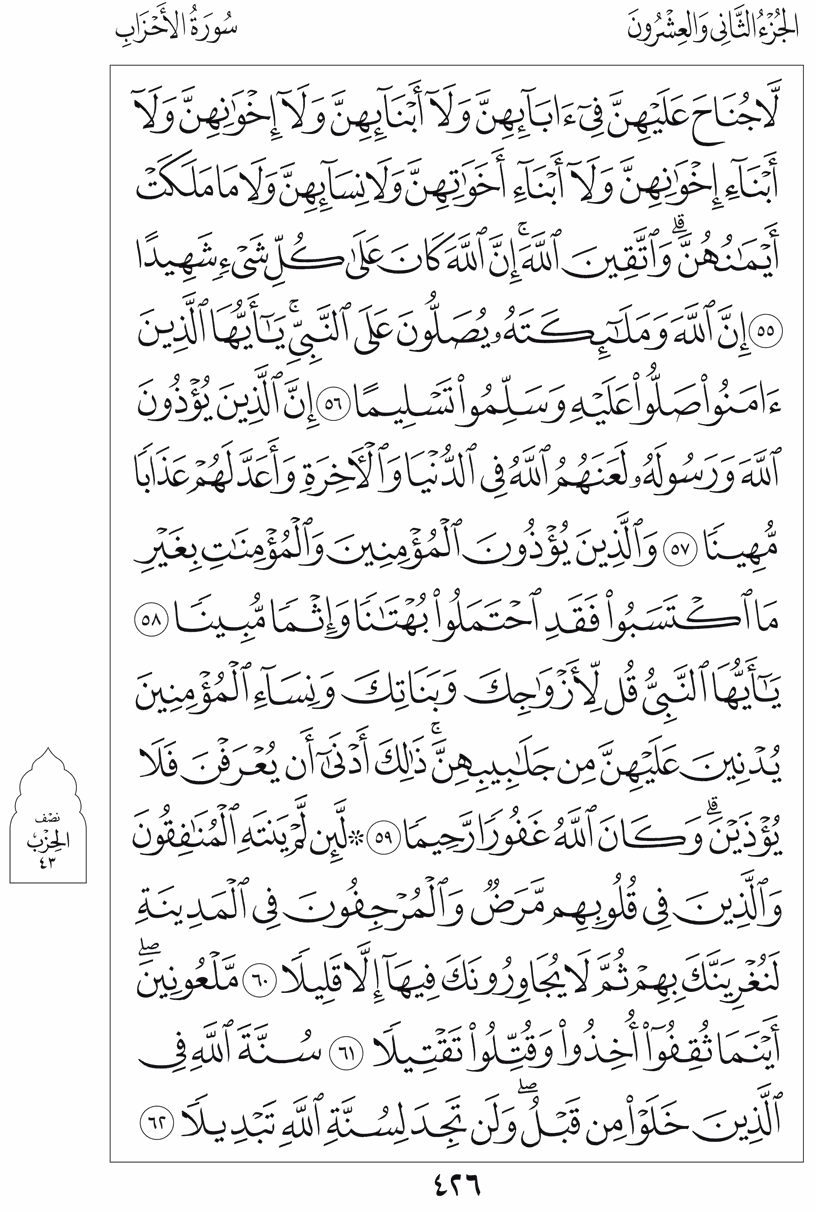 الجُزْءُ الثَّانِي وَالعِشْرُونَ
سُورَةُ الأَحْزَابِ
لَّا جُنَاحَ عَلَيْهِنَّ فِىٓ ءَابَآئِهِنَّ وَلَآ أَبْنَآئِهِنَّ وَلَآ إِخْوَٰنِهِنَّ وَلَآ
أَبْنَآءِ إِخْوَٰنِهِنَّ وَلَآ أَبْنَآءِ أَخَوَٰتِهِنَّ وَلَا نِسَآئِهِنَّ وَلَا مَا مَلَكَتْ
أَيْمَـٰنُهُنَّۗ وَٱتَّقِينَ ٱللَّهَۚ إِنَّ ٱللَّهَ كَانَ عَلَىٰ كُلِّ شَىْءٍۢ شَهِيدًا
٥٥ إِنَّ ٱللَّهَ وَمَلَـٰٓئِكَتَهُۥ يُصَلُّونَ عَلَى ٱلنَّبِىِّۚ يَـٰٓأَيُّهَا ٱلَّذِينَ
ءَامَنُوا۟ صَلُّوا۟ عَلَيْهِ وَسَلِّمُوا۟ تَسْلِيمًا ٥٦ إِنَّ ٱلَّذِينَ يُؤْذُونَ
ٱللَّهَ وَرَسُولَهُۥ لَعَنَهُمُ ٱللَّهُ فِى ٱلدُّنْيَا وَٱلْـَٔاخِرَةِ وَأَعَدَّ لَهُمْ عَذَابًا
مُّهِينًا ٥٧ وَٱلَّذِينَ يُؤْذُونَ ٱلْمُؤْمِنِينَ وَٱلْمُؤْمِنَـٰتِ بِغَيْرِ
مَا ٱكْتَسَبُوا۟ فَقَدِ ٱحْتَمَلُوا۟ بُهْتَـٰنًا وَإِثْمًا مُّبِينًا ٥٨
يَـٰٓأَيُّهَا ٱلنَّبِىُّ قُل لِّأَزْوَٰجِكَ وَبَنَاتِكَ وَنِسَآءِ ٱلْمُؤْمِنِينَ
يُدْنِينَ عَلَيْهِنَّ مِن جَلَـٰبِيبِهِنَّۚ ذَٰلِكَ أَدْنَىٰٓ أَن يُعْرَفْنَ فَلَا
يُؤْذَيْنَۗ وَكَانَ ٱللَّهُ غَفُورًا رَّحِيمًا ٥٩ ۞ لَّئِن لَّمْ يَنتَهِ ٱلْمُنَـٰفِقُونَ
وَٱلَّذِينَ فِى قُلُوبِهِم مَّرَضٌ وَٱلْمُرْجِفُونَ فِى ٱلْمَدِينَةِ
لَنُغْرِيَنَّكَ بِهِمْ ثُمَّ لَا يُجَاوِرُونَكَ فِيهَآ إِلَّا قَلِيلًا ٦٠ مَّلْعُونِينَۖ
أَيْنَمَا ثُقِفُوٓا۟ أُخِذُوا۟ وَقُتِّلُوا۟ تَقْتِيلًا ٦١ سُنَّةَ ٱللَّهِ فِى
ٱلَّذِينَ خَلَوْا۟ مِن قَبْلُۖ وَلَن تَجِدَ لِسُنَّةِ ٱللَّهِ تَبْدِيلًا ٦٢
نصف
الحزب
٤٣
٤٢٦